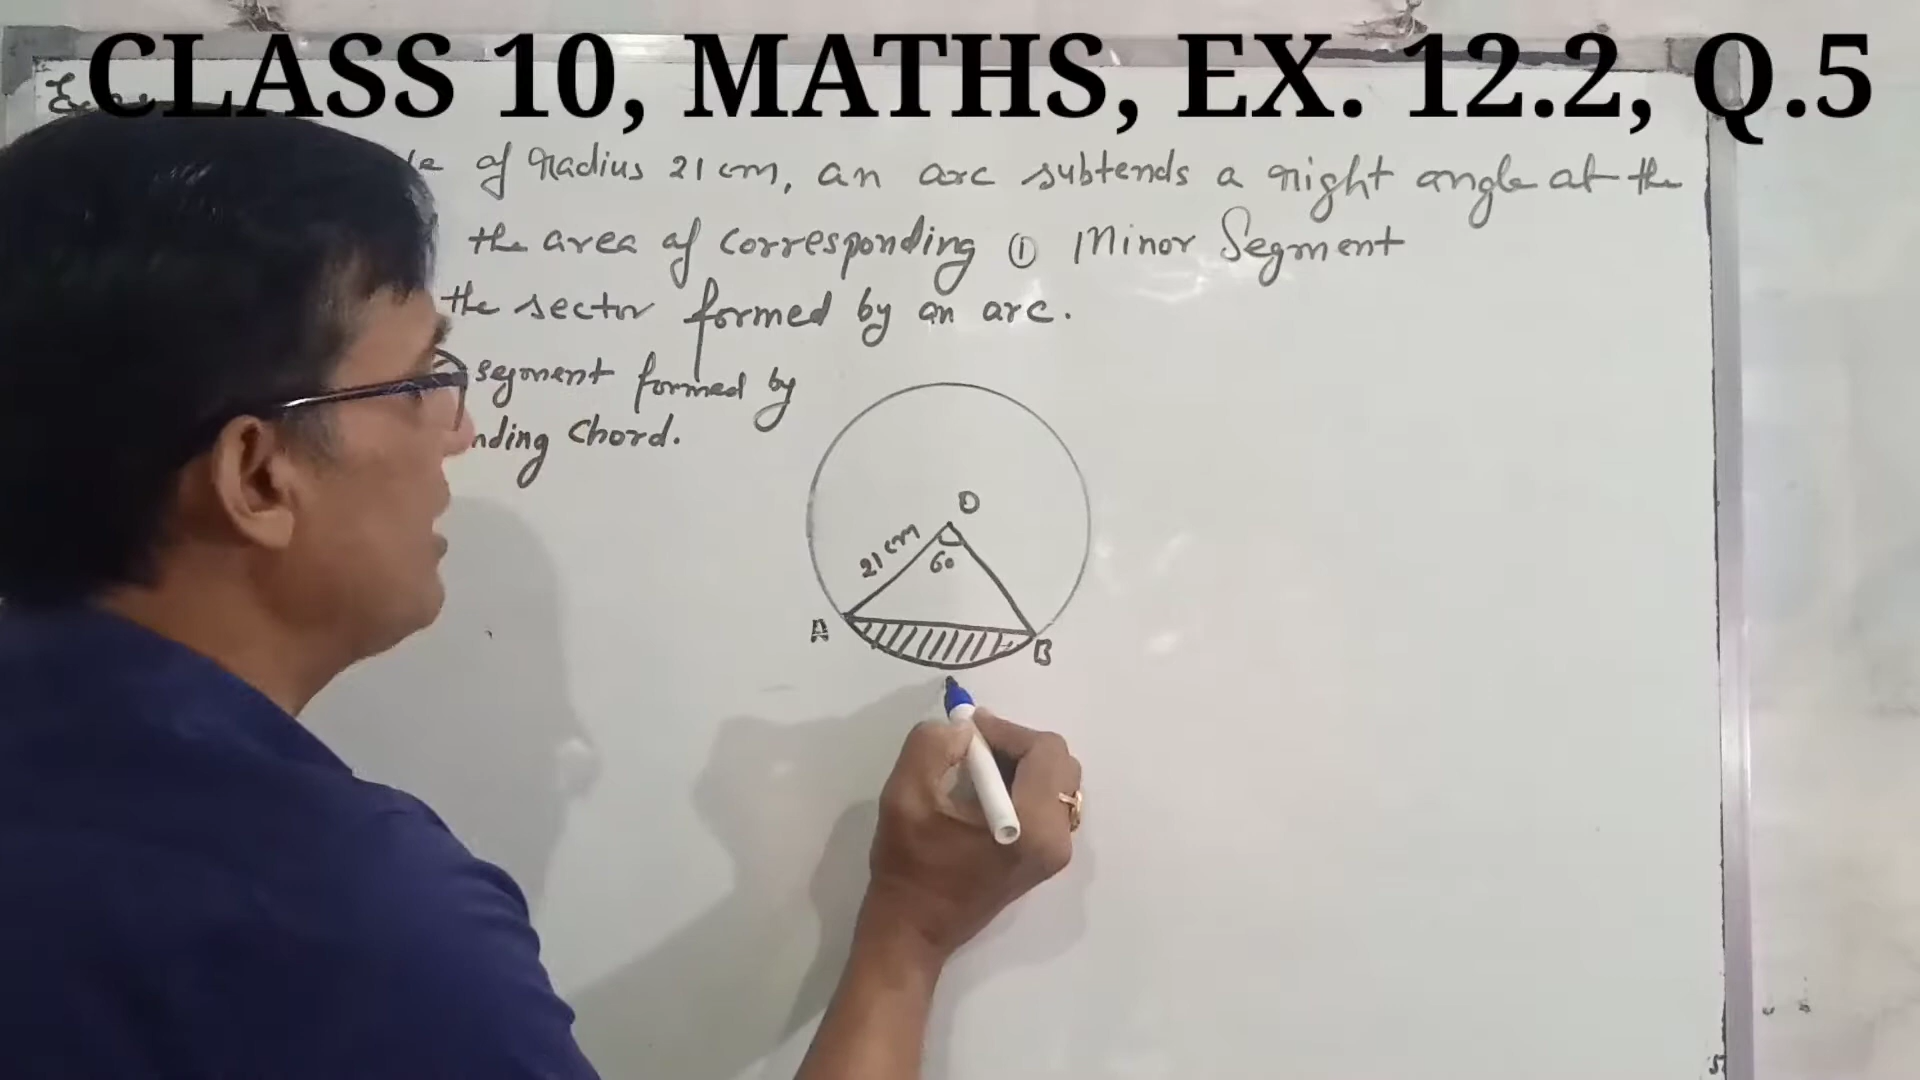 CLASS 10, MATHS, EX. 12.2, Q.5
of radius 21 cm, an arc subtends a right angle at the
the area of corresponding ① Minor Segment
the sector formed by an arc.
segment formed by
nding Chord.
O
21 cm
60
A
B